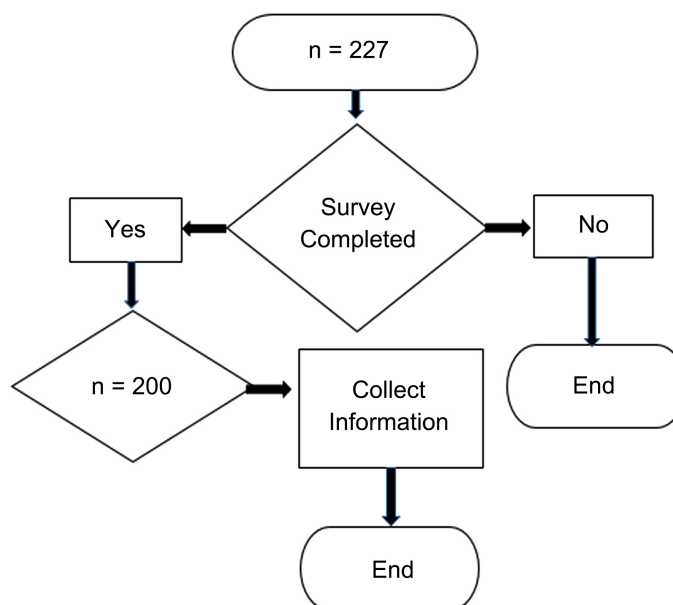 n = 227
Survey
Completed
Yes
No
n = 200
Collect
Information
End
End